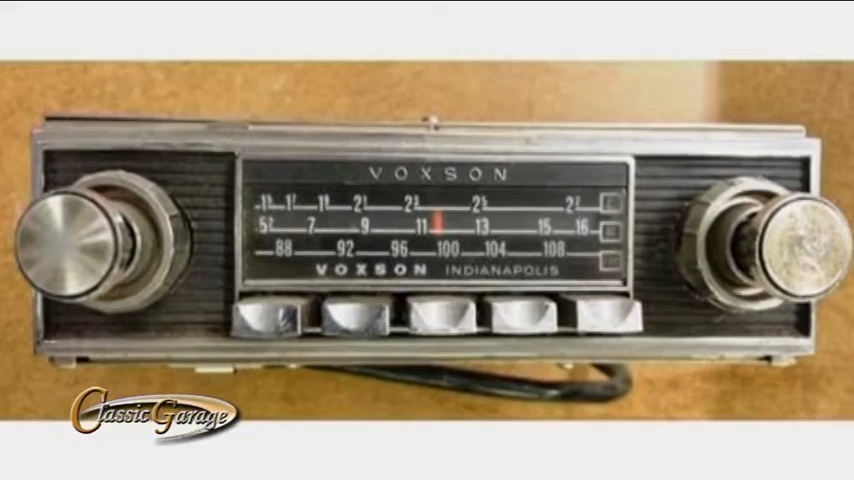 VOXSON
5² 7 9 11 13 15 16
88 92 96 100 104 108
VOXSON INDIANAPOLIS
Classic Garage